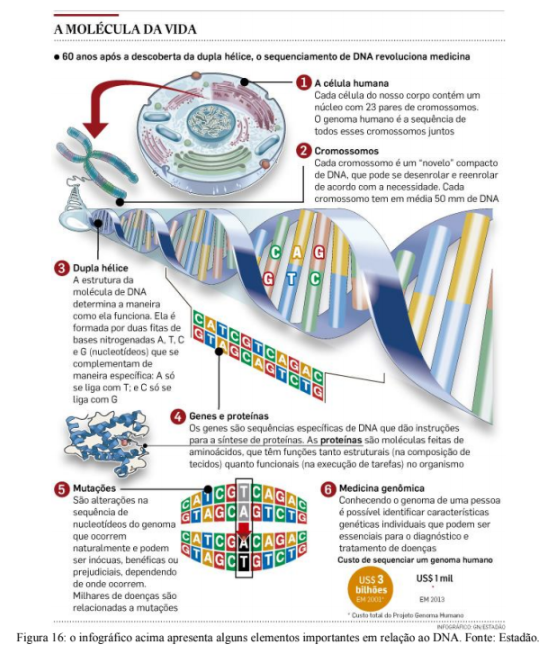 A MOLÉCULA DA VIDA
• 60 anos após a descoberta da dupla hélice, o sequenciamento de DNA revoluciona medicina
1 A célula humana
Cada célula do nosso corpo contém um
núcleo com 23 pares de cromossomos.
O genoma humano é a sequência de
todos esses cromossomos juntos
2 Cromossomos
Cada cromossomo é um “novelo” compacto
de DNA, que pode se desenrolar e reenrolar
de acordo com a necessidade. Cada
cromossomo tem em média 50 mm de DNA
C A G
G T C
3 Dupla hélice
A estrutura da
molécula de DNA
determina a maneira
como ela funciona. Ela é
formada por duas fitas de
bases nitrogenadas A, T, C
e G (nucleotídeos) que se
complementam de
maneira específica: A só
se liga com T; e C só se
liga com G
CATCGTCAGAC
GTAGCAGTCTG
4 Genes e proteínas
Os genes são sequências específicas de DNA que dão instruções
para a síntese de proteínas. As proteínas são moléculas feitas de
aminoácidos, que têm funções tanto estruturais (na composição de
tecidos) quanto funcionais (na execução de tarefas) no organismo
5 Mutações
São alterações na
sequência de
nucleotídeos do genoma
que ocorrem
naturalmente e podem
ser inócuas, benéficas ou
prejudiciais, dependendo
de onde ocorrem.
Milhares de doenças são
relacionadas a mutações
CATCGTCAGAC
GTAGCAGTCTG
CATCGACAGAC
GTAGCTGTCTG
6 Medicina genômica
Conhecendo o genoma de uma pessoa
é possível identificar características
genéticas individuais que podem ser
essenciais para o diagnóstico e
tratamento de doenças
Custo de sequenciar um genoma humano
US$ 3
bilhões
EM 2003*
US$ 1 mil
EM 2013
* Custo total do Projeto Genoma Humano
INFOGRÁFICO: GN/ESTADÃO
Figura 16: o infográfico acima apresenta alguns elementos importantes em relação ao DNA. Fonte: Estadão.